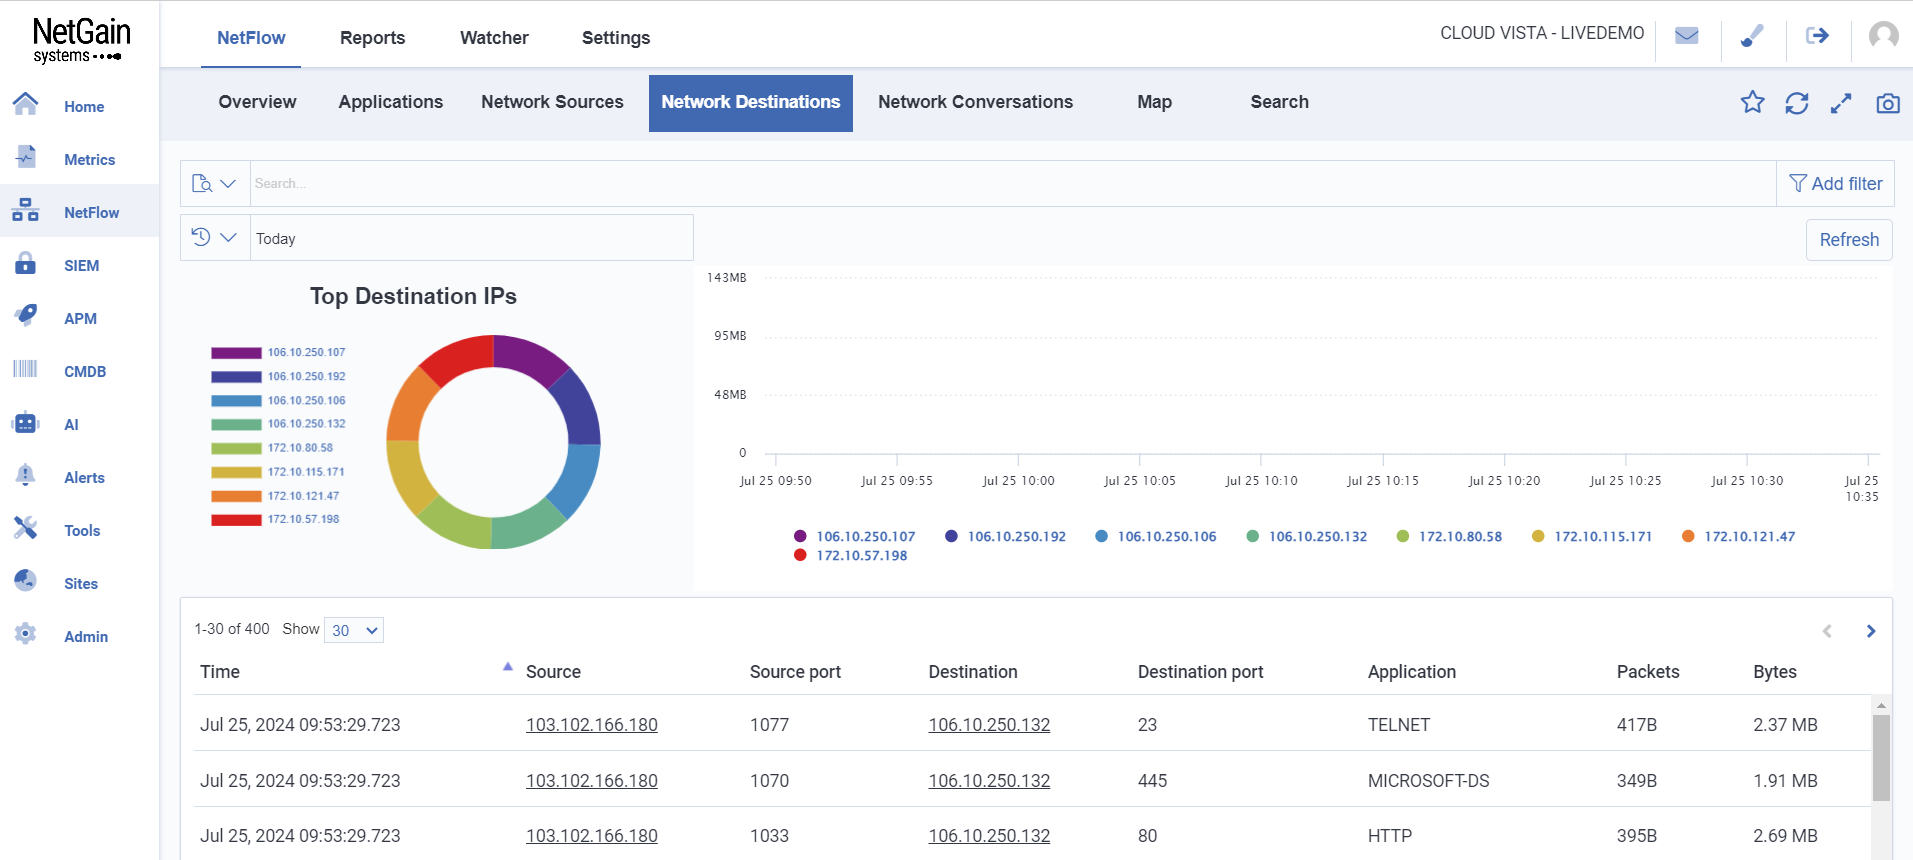 NetGain
systems
NetFlow Reports Watcher Settings
CLOUD VISTA - LIVEDEMO
Home
Metrics
NetFlow
SIEM
APM
CMDB
AI
Alerts
Tools
Sites
Admin
Overview Applications Network Sources Network Destinations Network Conversations Map Search
Search...
Add filter
Today
Refresh
Top Destination IPs
106.10.250.107
106.10.250.192
106.10.250.106
106.10.250.132
172.10.80.58
172.10.115.171
172.10.121.47
172.10.57.198
143MB
95MB
48MB
0
Jul 25 09:50 Jul 25 09:55 Jul 25 10:00 Jul 25 10:05 Jul 25 10:10 Jul 25 10:15 Jul 25 10:20 Jul 25 10:25 Jul 25 10:30 Jul 25
10:35
106.10.250.107 106.10.250.192 106.10.250.106 106.10.250.132 172.10.80.58 172.10.115.171 172.10.121.47
172.10.57.198
1-30 of 400 Show 30
Time Source Source port Destination Destination port Application Packets Bytes
Jul 25, 2024 09:53:29.723 103.102.166.180 1077 106.10.250.132 23 TELNET 417B 2.37 MB
Jul 25, 2024 09:53:29.723 103.102.166.180 1070 106.10.250.132 445 MICROSOFT-DS 349B 1.91 MB
Jul 25, 2024 09:53:29.723 103.102.166.180 1033 106.10.250.132 80 HTTP 395B 2.69 MB